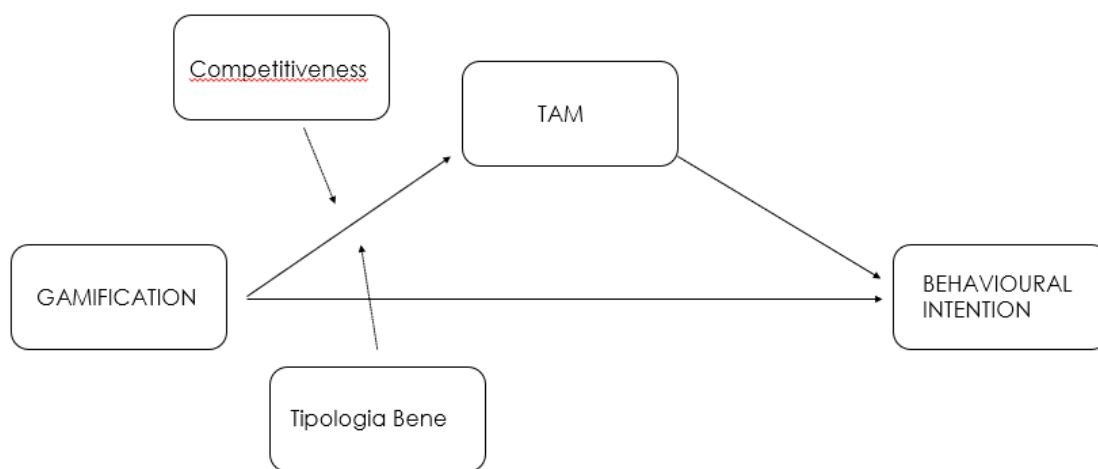 Competitiveness
TAM
GAMIFICATION
BEHAVIOURAL
INTENTION
Tipologia Bene